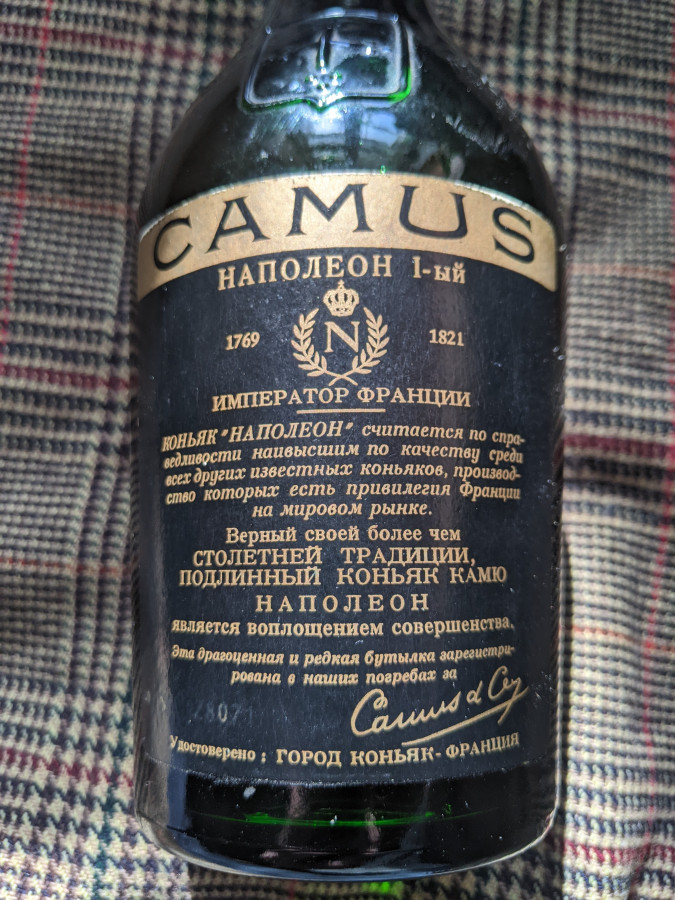 CAMUS
НАПОЛЕОН I-ый
1769 N 1821
ИМПЕРАТОР ФРАНЦИИ
КОНЬЯК "НАПОЛЕОН" считается по спра-
ведливости наивысшим по качеству среди
всех других известных коньяков, производ-
ство которых есть привилегия Франции
на мировом рынке.
Верный своей более чем
СТОЛЕТНЕЙ ТРАДИЦИИ,
ПОДЛИННЫЙ КОНЬЯК КАМЮ
НАПОЛЕОН
является воплощением совершенства.
Эта драгоценная и редкая бутылка зарегистри-
рована в наших погребах за
Camus & Cy
Удостоверено : ГОРОД КОНЬЯК-ФРАНЦИЯ